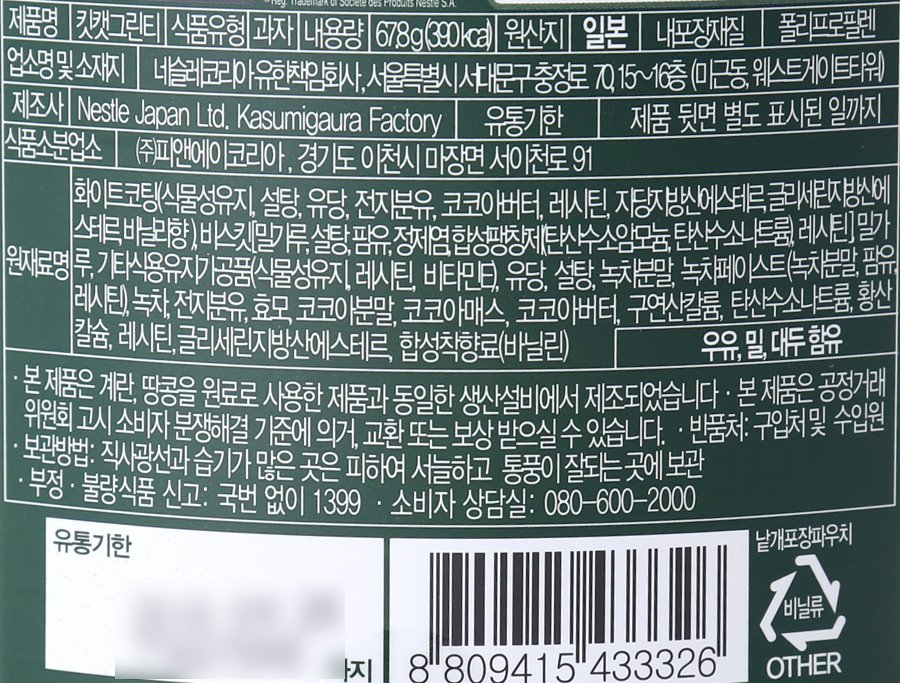 ®Reg. Trademark of Société des Produits Nestlé S.A.
제품명 킷캣그린티 식품유형 과자 내용량 67.8g(390kcal) 원산지 일본 내포장재질 폴리프로필렌
업소명 및 소재지 네슬레코리아 유한책임회사, 서울특별시 서대문구 충정로 70, 15~16층 (미근동, 웨스트게이트타워)
제조사 Nestle Japan Ltd. Kasumigaura Factory 유통기한 제품 뒷면 별도 표시된 일까지
식품소분업소 ㈜피앤에이코리아, 경기도 이천시 마장면 서이천로 91
원재료명
화이트코팅(식물성유지, 설탕, 유당, 전지분유, 코코아버터, 레시틴, 자당지방산에스테르, 글리세린지방산에
스테르, 바닐라향), 비스킷[밀가루, 설탕, 팜유, 정제염, 합성팽창제(탄산수소암모늄, 탄산수소나트륨), 레시틴] 밀가
루, 기타식용유지가공품(식물성유지, 레시틴, 비타민E), 유당, 설탕, 녹차분말, 녹차페이스트(녹차분말, 팜유,
레시틴), 녹차, 전지분유, 효모, 코코아분말, 코코아매스, 코코아버터, 구연산칼륨, 탄산수소나트륨, 황산
칼슘, 레시틴, 글리세린지방산에스테르, 합성착향료(바닐린)
우유, 밀, 대두 함유
· 본 제품은 계란, 땅콩을 원료로 사용한 제품과 동일한 생산설비에서 제조되었습니다 · 본 제품은 공정거래
위원회 고시 소비자 분쟁해결 기준에 의거, 교환 또는 보상 받으실 수 있습니다. · 반품처: 구입처 및 수입원
· 보관방법: 직사광선과 습기가 많은 곳은 피하여 서늘하고 통풍이 잘되는 곳에 보관
· 부정 · 불량식품 신고: 국번 없이 1399 · 소비자 상담실: 080-600-2000
유통기한
까지
8 809415 433326
낱개포장파우치
비닐류
OTHER